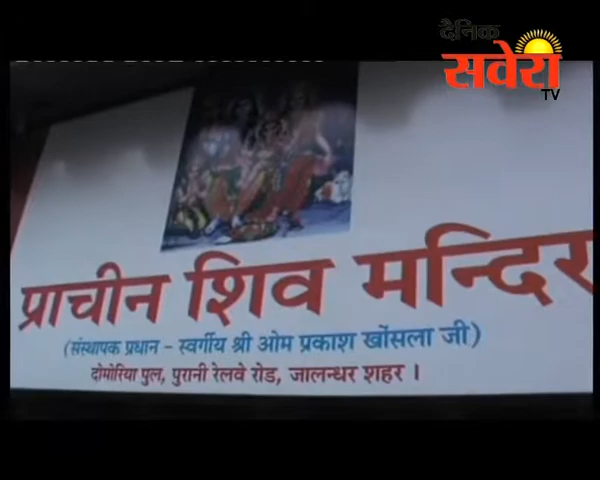 दैनिक
सवेरा
TV
प्राचीन शिव मन्दिर
(संस्थापक प्रधान - स्वर्गीय श्री ओम प्रकाश खोंसला जी)
दोमोरिया पुल, पुरानी रेलवे रोड, जालन्धर शहर ।